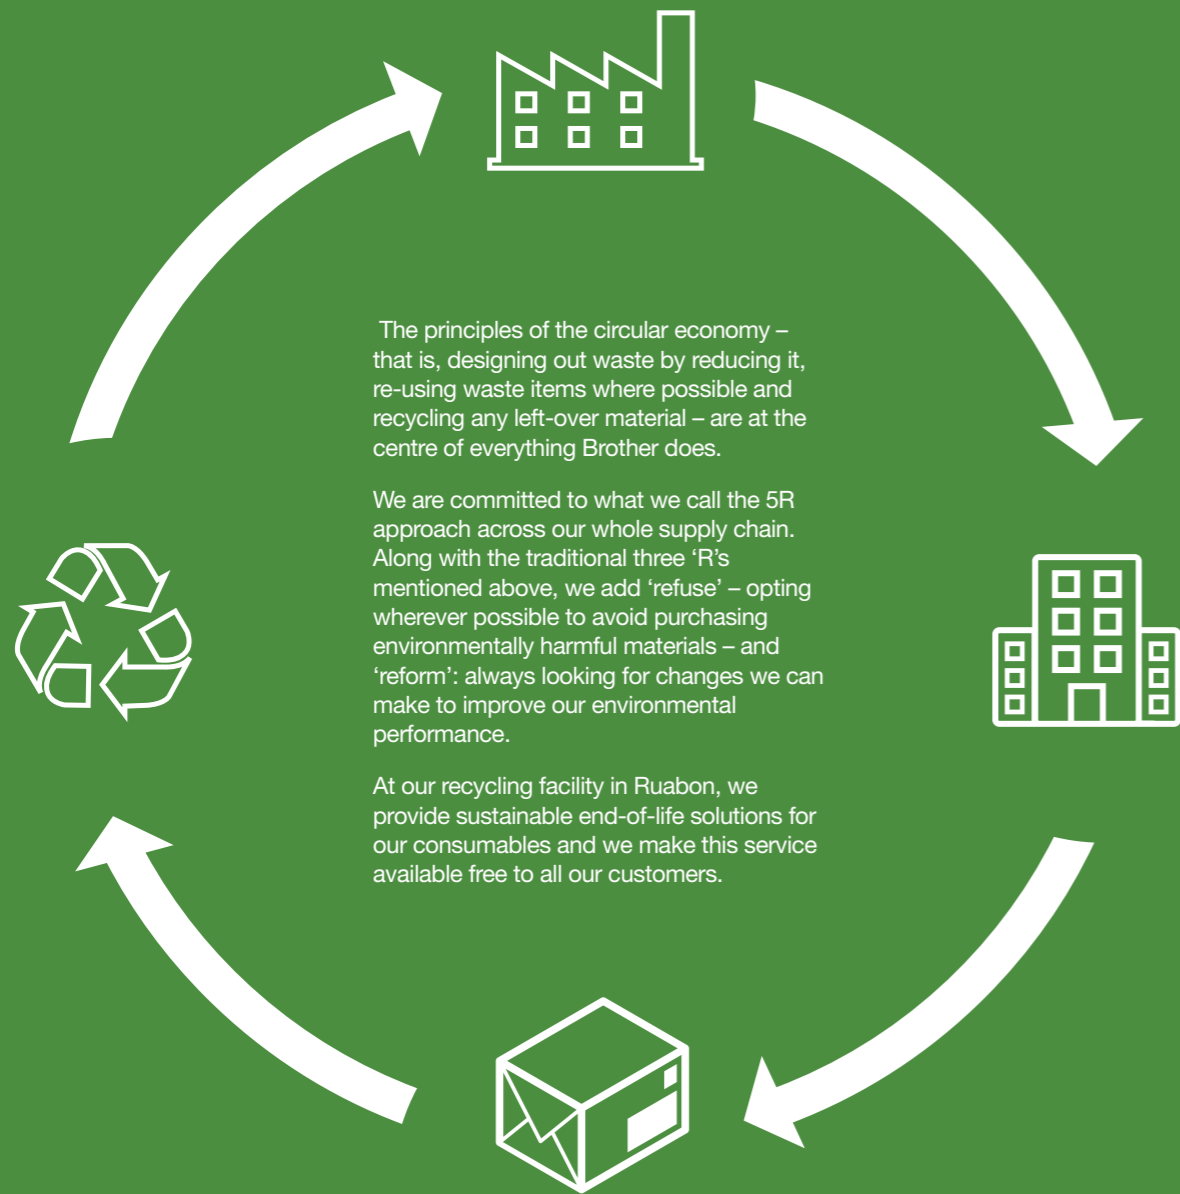 The principles of the circular economy –
that is, designing out waste by reducing it,
re-using waste items where possible and
recycling any left-over material – are at the
centre of everything Brother does.
We are committed to what we call the 5R
approach across our whole supply chain.
Along with the traditional three ‘R’s
mentioned above, we add ‘refuse’ – opting
wherever possible to avoid purchasing
environmentally harmful materials – and
‘reform’: always looking for changes we can
make to improve our environmental
performance.
At our recycling facility in Ruabon, we
provide sustainable end-of-life solutions for
our consumables and we make this service
available free to all our customers.